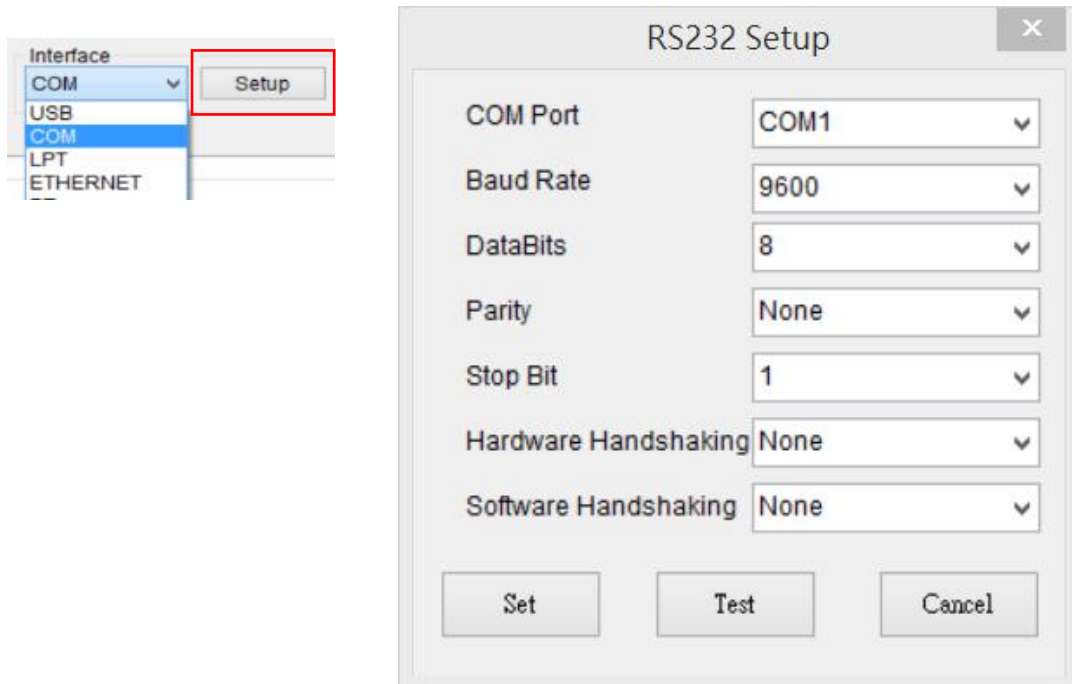 Interface
COM
Setup
USB
COM
LPT
ETHERNET
RS232 Setup
COM Port COM1
Baud Rate 9600
DataBits 8
Parity None
Stop Bit 1
Hardware Handshaking None
Software Handshaking None
Set Test Cancel